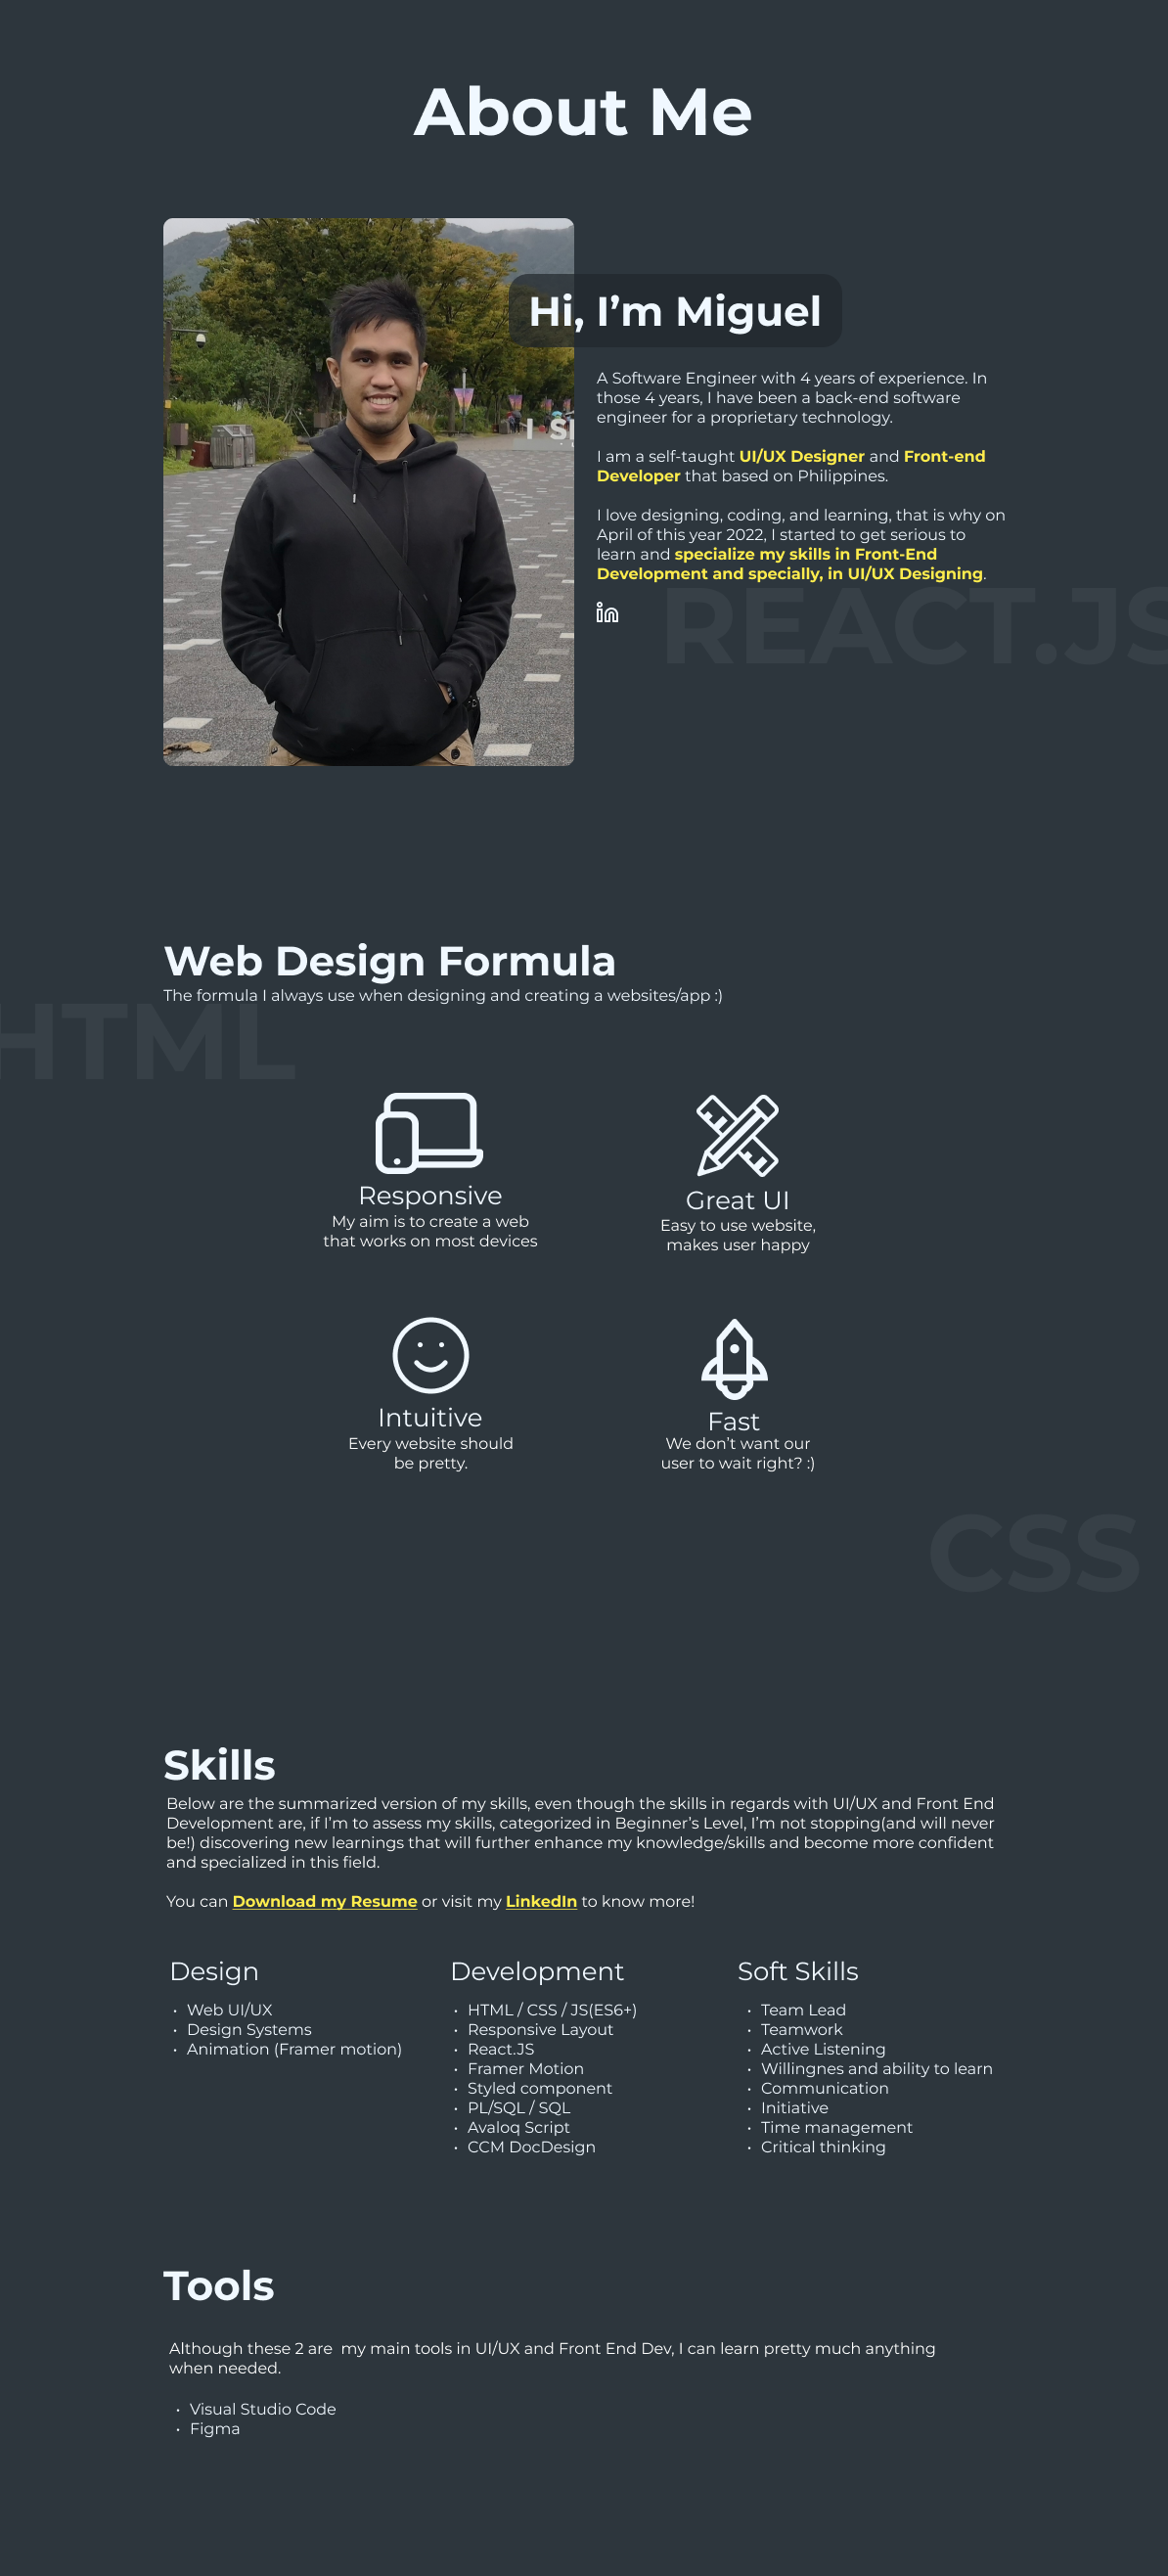 About Me
Hi, I’m Miguel
A Software Engineer with 4 years of experience. In
those 4 years, I have been a back-end software
engineer for a proprietary technology.
I SE
I am a self-taught UI/UX Designer and Front-end
Developer that based on Philippines.
I love designing, coding, and learning, that is why on
April of this year 2022, I started to get serious to
learn and specialize my skills in Front-End
Development and specially, in UI/UX Designing.
in
REACT.JS
Web Design Formula
The formula I always use when designing and creating a websites/app :)
HTML
Responsive
My aim is to create a web
that works on most devices
Great UI
Easy to use website,
makes user happy
Intuitive
Every website should
be pretty.
Fast
We don’t want our
user to wait right? :)
CSS
Skills
Below are the summarized version of my skills, even though the skills in regards with UI/UX and Front End
Development are, if I’m to assess my skills, categorized in Beginner’s Level, I’m not stopping(and will never
be!) discovering new learnings that will further enhance my knowledge/skills and become more confident
and specialized in this field.
You can Download my Resume or visit my LinkedIn to know more!
Design
• Web UI/UX
• Design Systems
• Animation (Framer motion)
Development
• HTML / CSS / JS(ES6+)
• Responsive Layout
• React.JS
• Framer Motion
• Styled component
• PL/SQL / SQL
• Avaloq Script
• CCM DocDesign
Soft Skills
• Team Lead
• Teamwork
• Active Listening
• Willingnes and ability to learn
• Communication
• Initiative
• Time management
• Critical thinking
Tools
Although these 2 are  my main tools in UI/UX and Front End Dev, I can learn pretty much anything
when needed.
• Visual Studio Code
• Figma